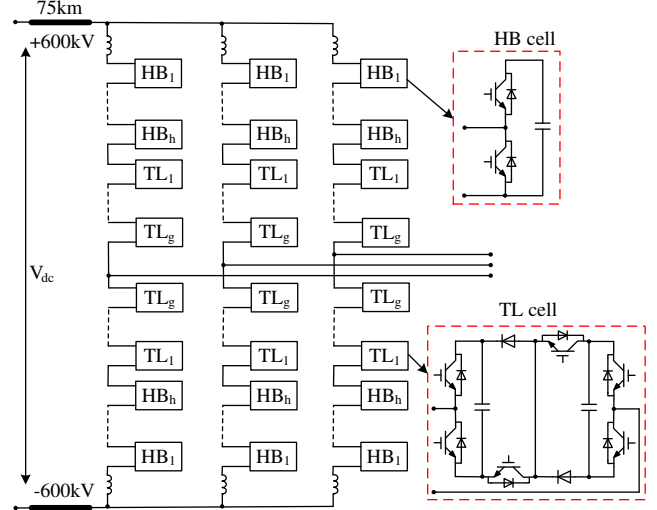 75km
+600kV
HB cell
HB1 HB1 HB1
HBh HBh HBh
TL1 TL1 TL1
TLg TLg TLg
Vdc
TLg TLg TLg
TL cell
TL1 TL1 TL1
HBh HBh HBh
HB1 HB1 HB1
-600kV